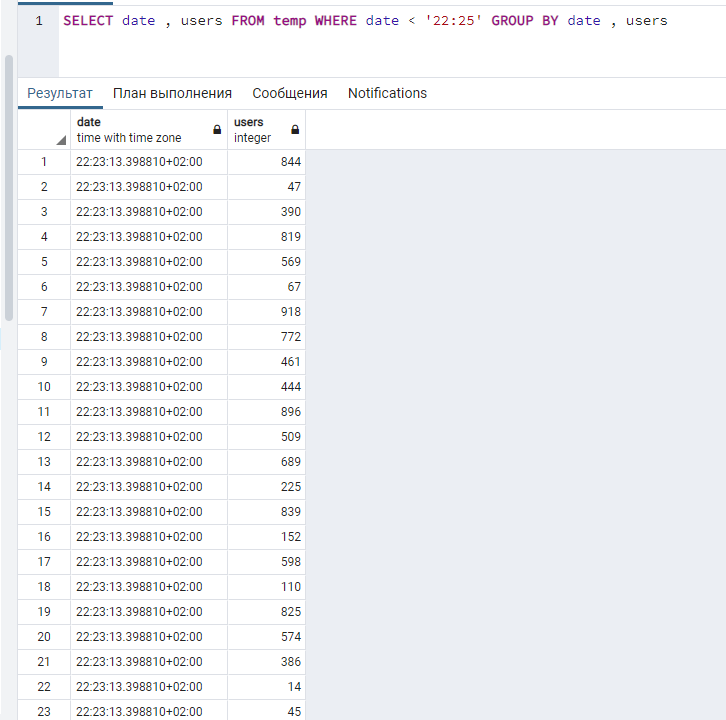 1 SELECT date , users FROM temp WHERE date < '22:25' GROUP BY date , users
Результат План выполнения Сообщения Notifications
date users
time with time zone integer
1 22:23:13.398810+02:00 844
2 22:23:13.398810+02:00 47
3 22:23:13.398810+02:00 390
4 22:23:13.398810+02:00 819
5 22:23:13.398810+02:00 569
6 22:23:13.398810+02:00 67
7 22:23:13.398810+02:00 918
8 22:23:13.398810+02:00 772
9 22:23:13.398810+02:00 461
10 22:23:13.398810+02:00 444
11 22:23:13.398810+02:00 896
12 22:23:13.398810+02:00 509
13 22:23:13.398810+02:00 689
14 22:23:13.398810+02:00 225
15 22:23:13.398810+02:00 839
16 22:23:13.398810+02:00 152
17 22:23:13.398810+02:00 598
18 22:23:13.398810+02:00 110
19 22:23:13.398810+02:00 825
20 22:23:13.398810+02:00 574
21 22:23:13.398810+02:00 386
22 22:23:13.398810+02:00 14
23 22:23:13.398810+02:00 45